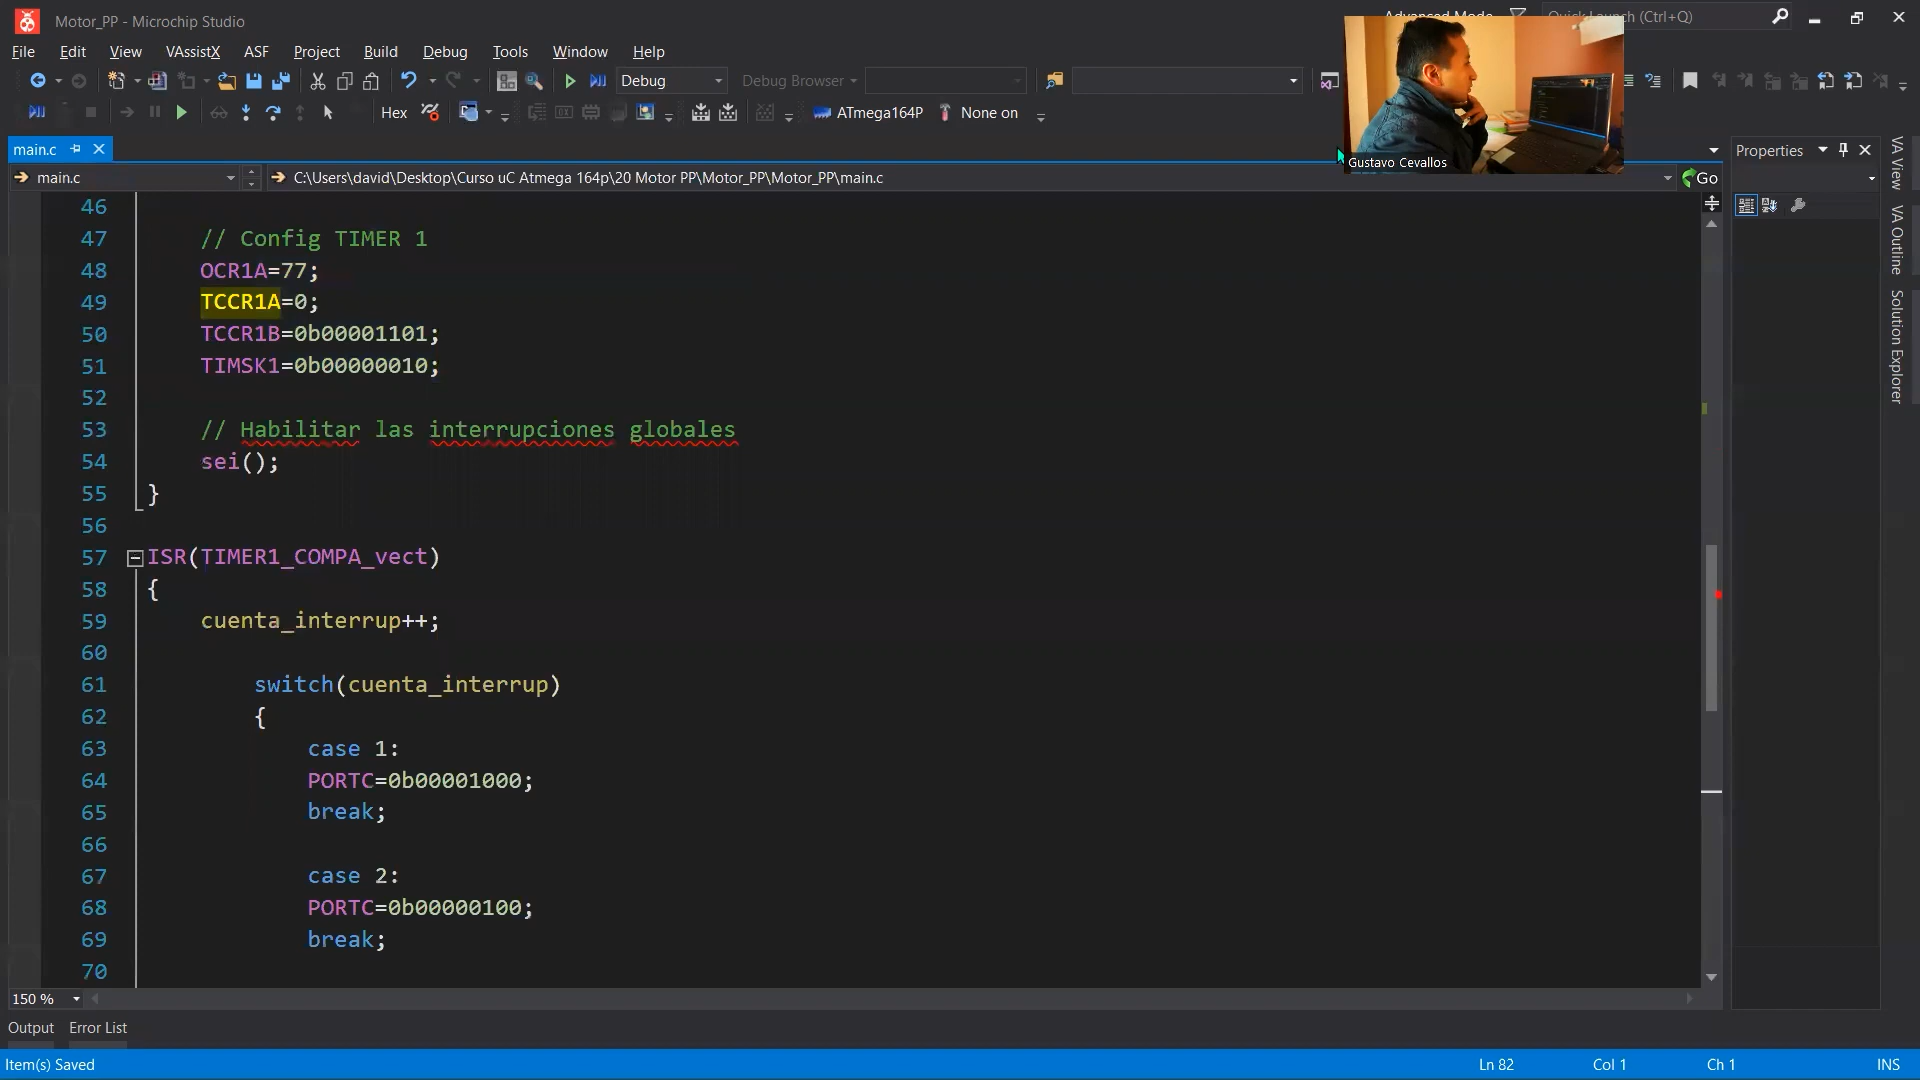 Motor_PP - Microchip Studio
Quick Launch (Ctrl+Q)
File Edit View VAssistX ASF Project Build Debug Tools Window Help
Debug Debug Browser
Hex ATmega164P None on
Gustavo Cevallos
main.c
main.c C:\Users\david\Desktop\Curso uC Atmega 164p\20 Motor PP\Motor_PP\Motor_PP\main.c Go
Properties
VA View
VA Outline
Solution Explorer
46
47 // Config TIMER 1
48 OCR1A=77;
49 TCCR1A=0;
50 TCCR1B=0b00001101;
51 TIMSK1=0b00000010;
52
53 // Habilitar las interrupciones globales
54 sei();
55 }
56
57 ISR(TIMER1_COMPA_vect)
58 {
59 cuenta_interrup++;
60
61 switch(cuenta_interrup)
62 {
63 case 1:
64 PORTC=0b00001000;
65 break;
66
67 case 2:
68 PORTC=0b00000100;
69 break;
70
150 %
Output Error List
Item(s) Saved Ln 82 Col 1 Ch 1 INS